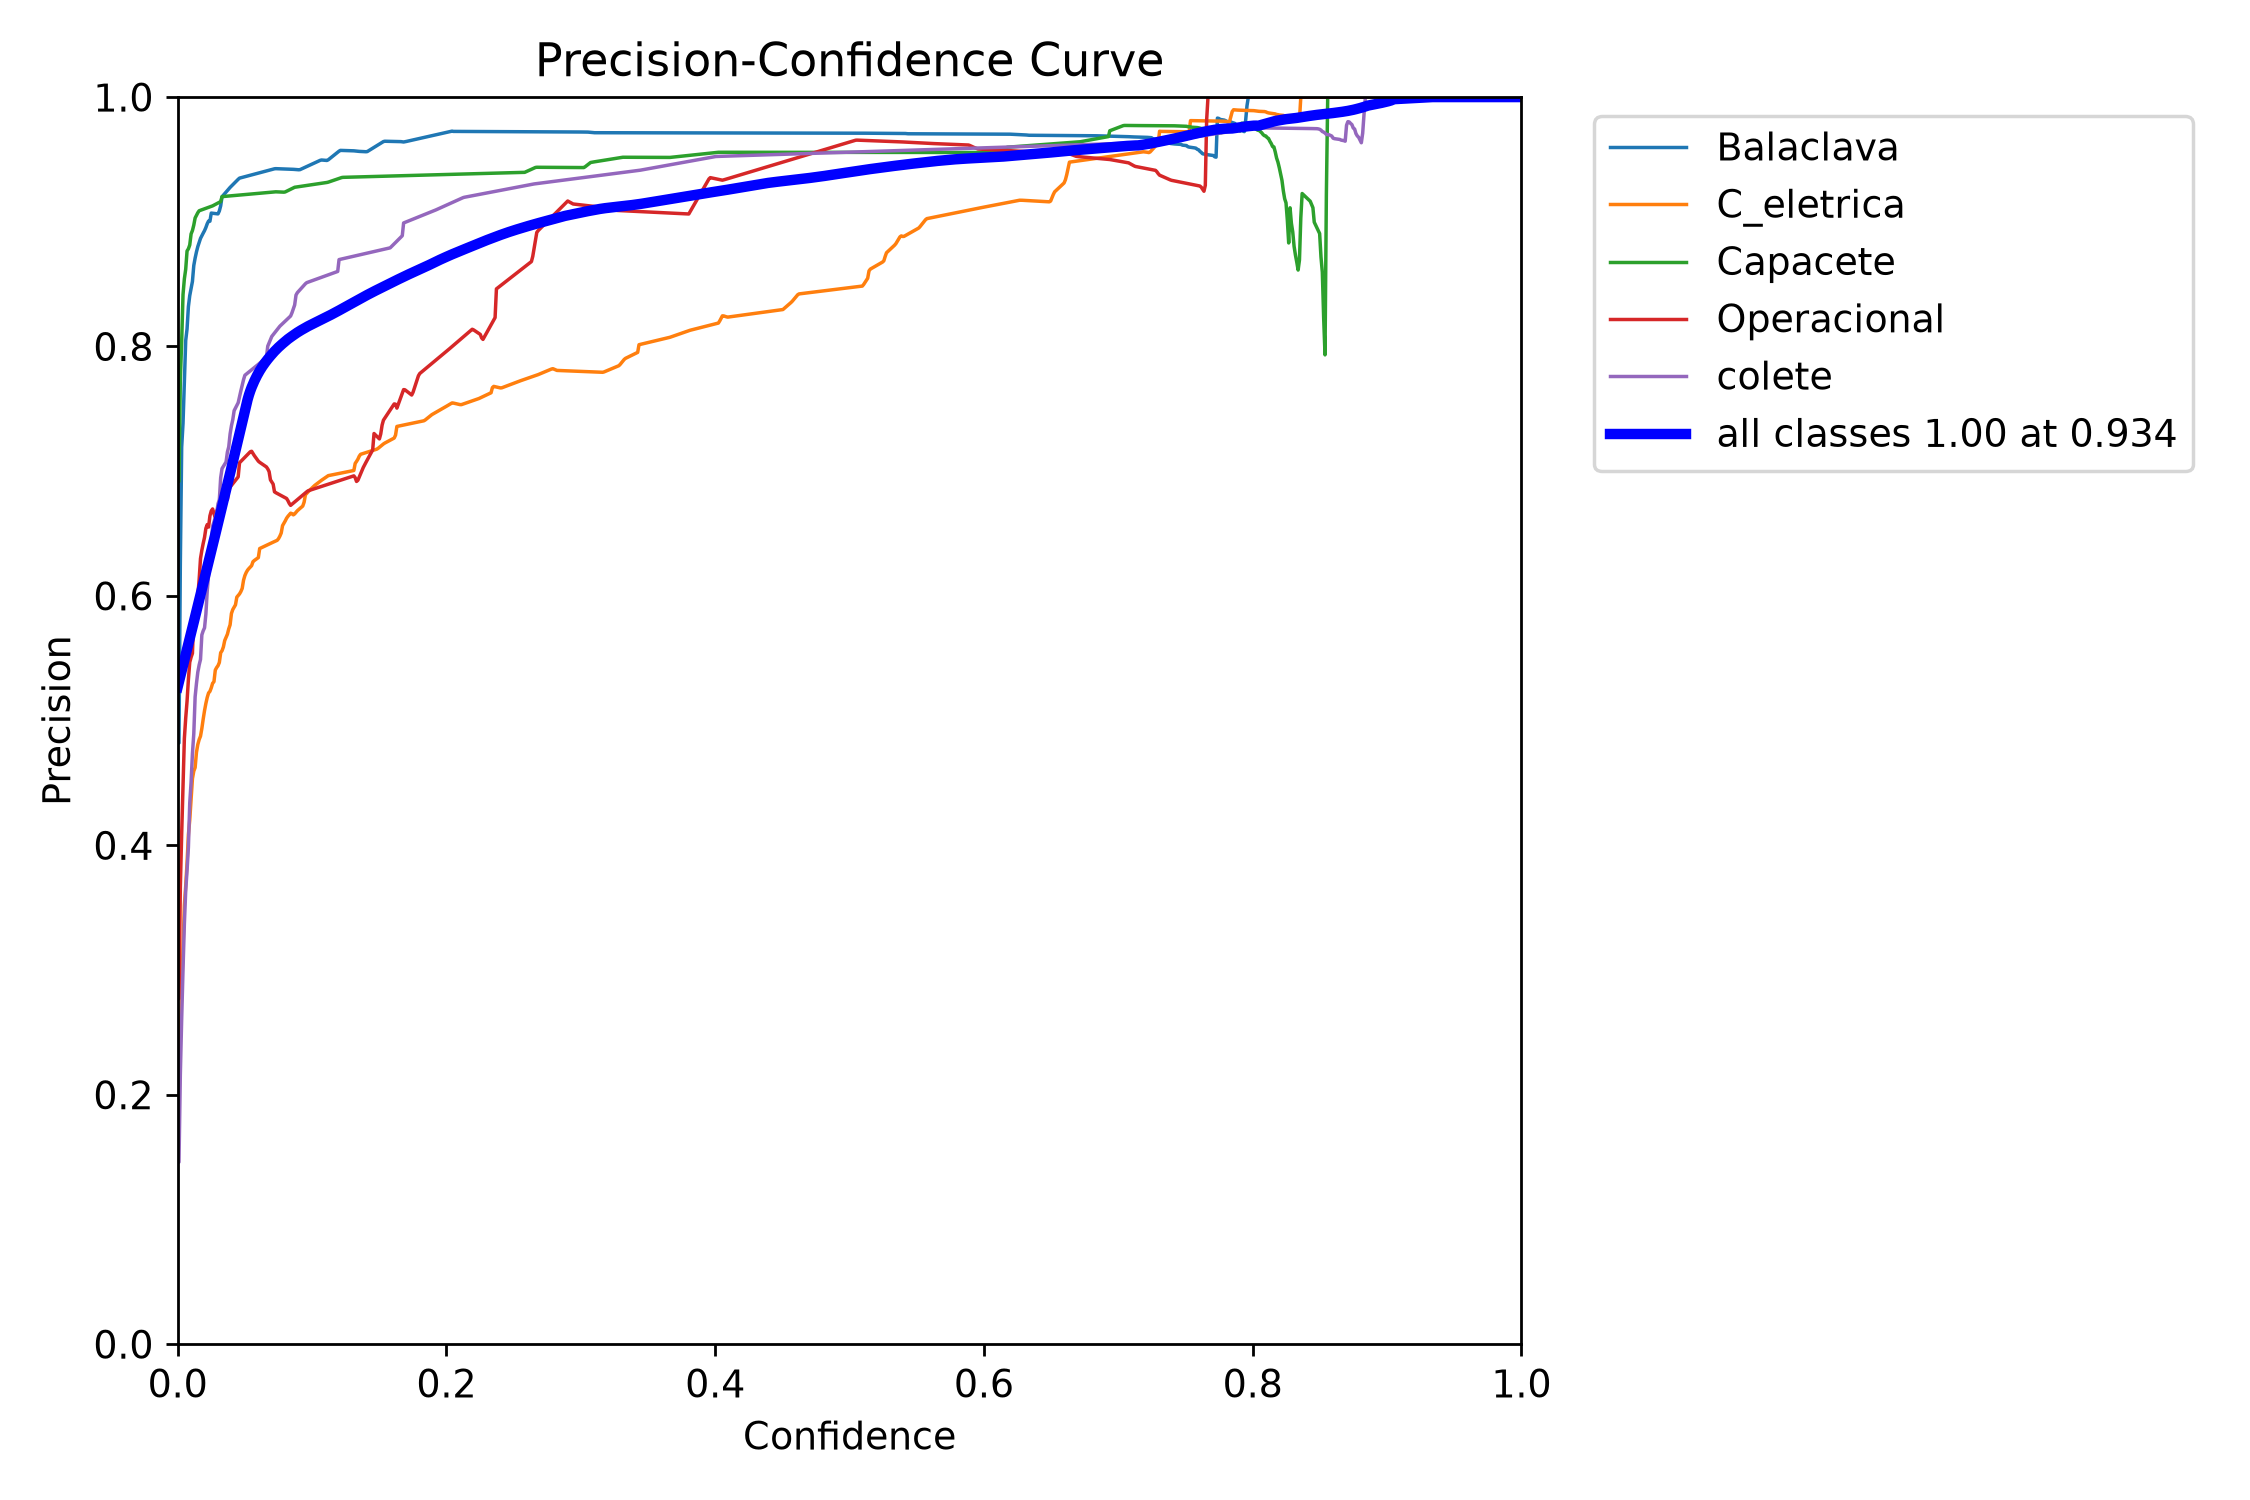 Precision-Confidence Curve
1.0
0.8
0.6
0.4
0.2
0.0
Precision
0.0 0.2 0.4 0.6 0.8 1.0
Confidence
Balaclava
C_eletrica
Capacete
Operacional
colete
all classes 1.00 at 0.934